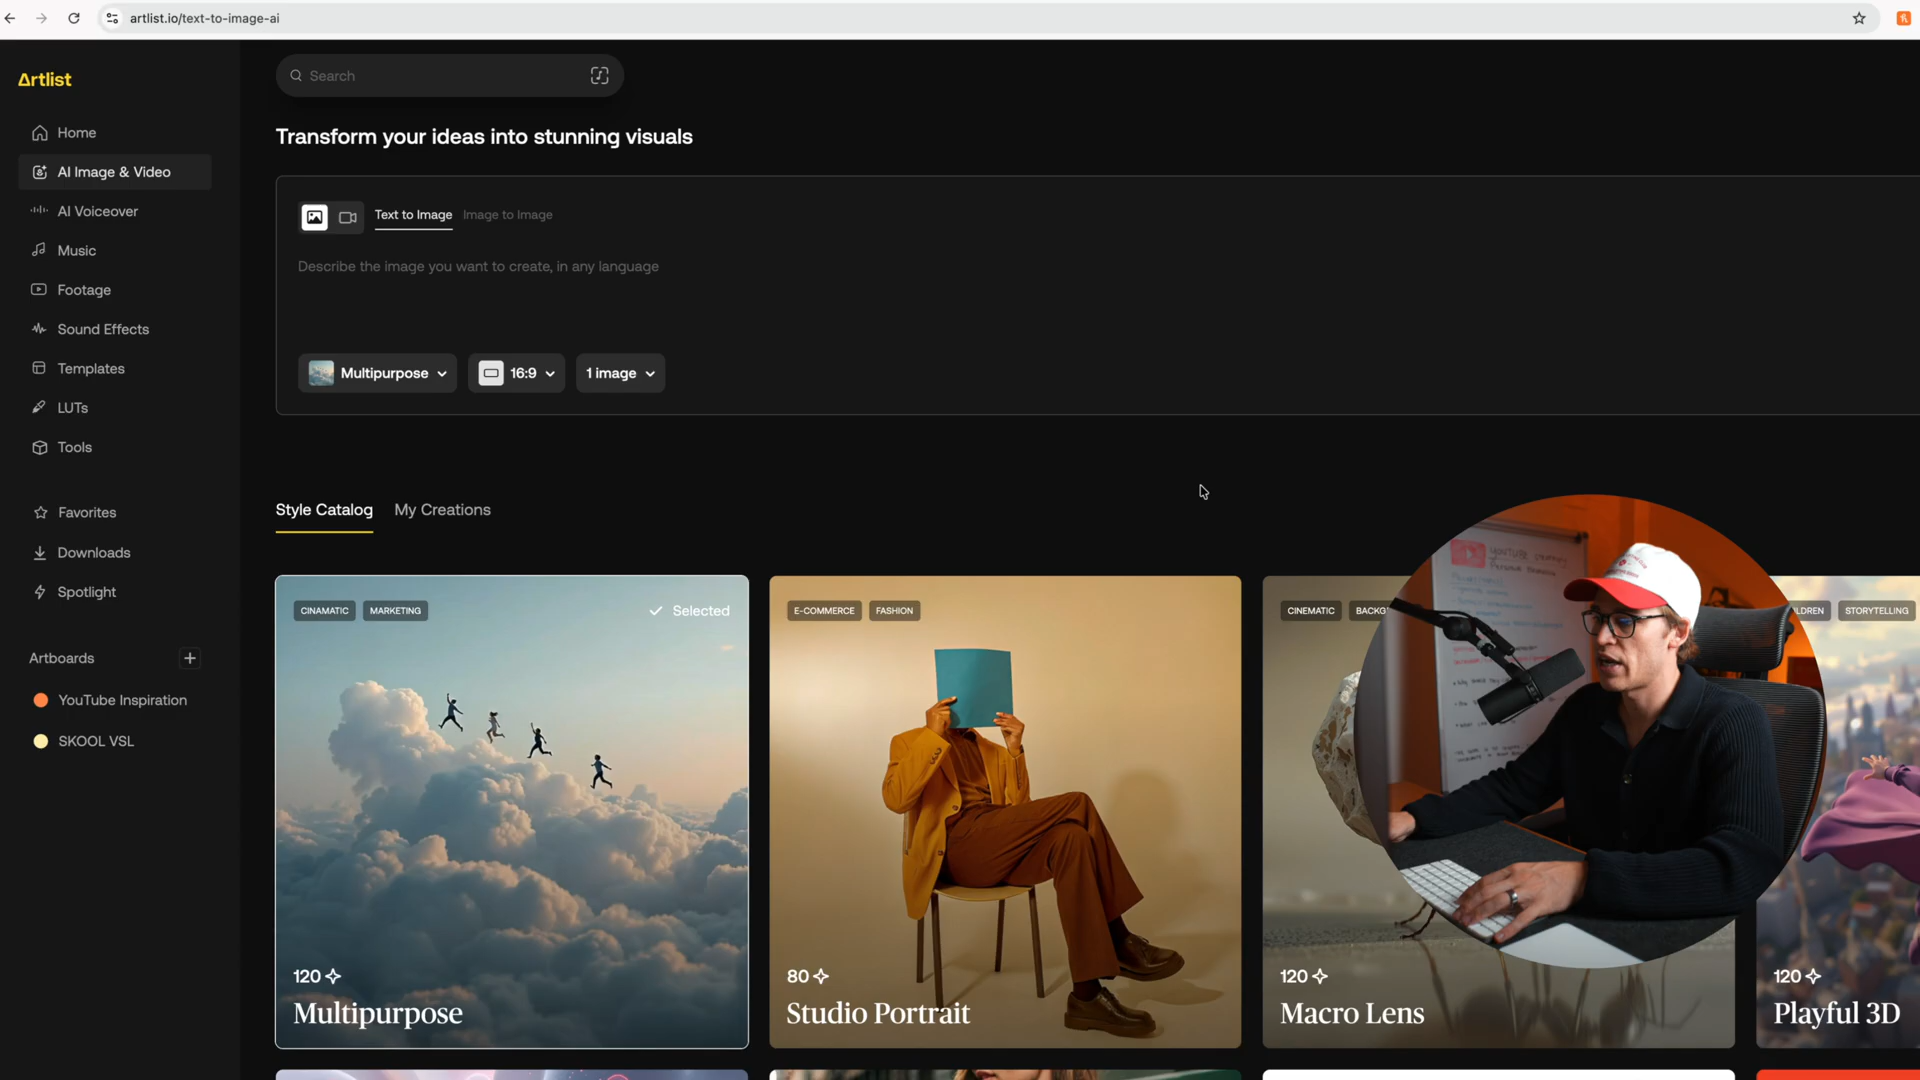 artlist.io/text-to-image-ai
Artlist
Search
Home
AI Image & Video
AI Voiceover
Music
Footage
Sound Effects
Templates
LUTs
Tools
Favorites
Downloads
Spotlight
Artboards
YouTube Inspiration
SKOOL VSL
Transform your ideas into stunning visuals
Text to Image Image to Image
Describe the image you want to create, in any language
Multipurpose 16:9 1 image
Style Catalog My Creations
CINAMATIC MARKETING Selected
120
Multipurpose
E-COMMERCE FASHION
80
Studio Portrait
CINEMATIC BACKG
120
Macro Lens
LDREN STORYTELLING
120
Playful 3D
YOUTUBE